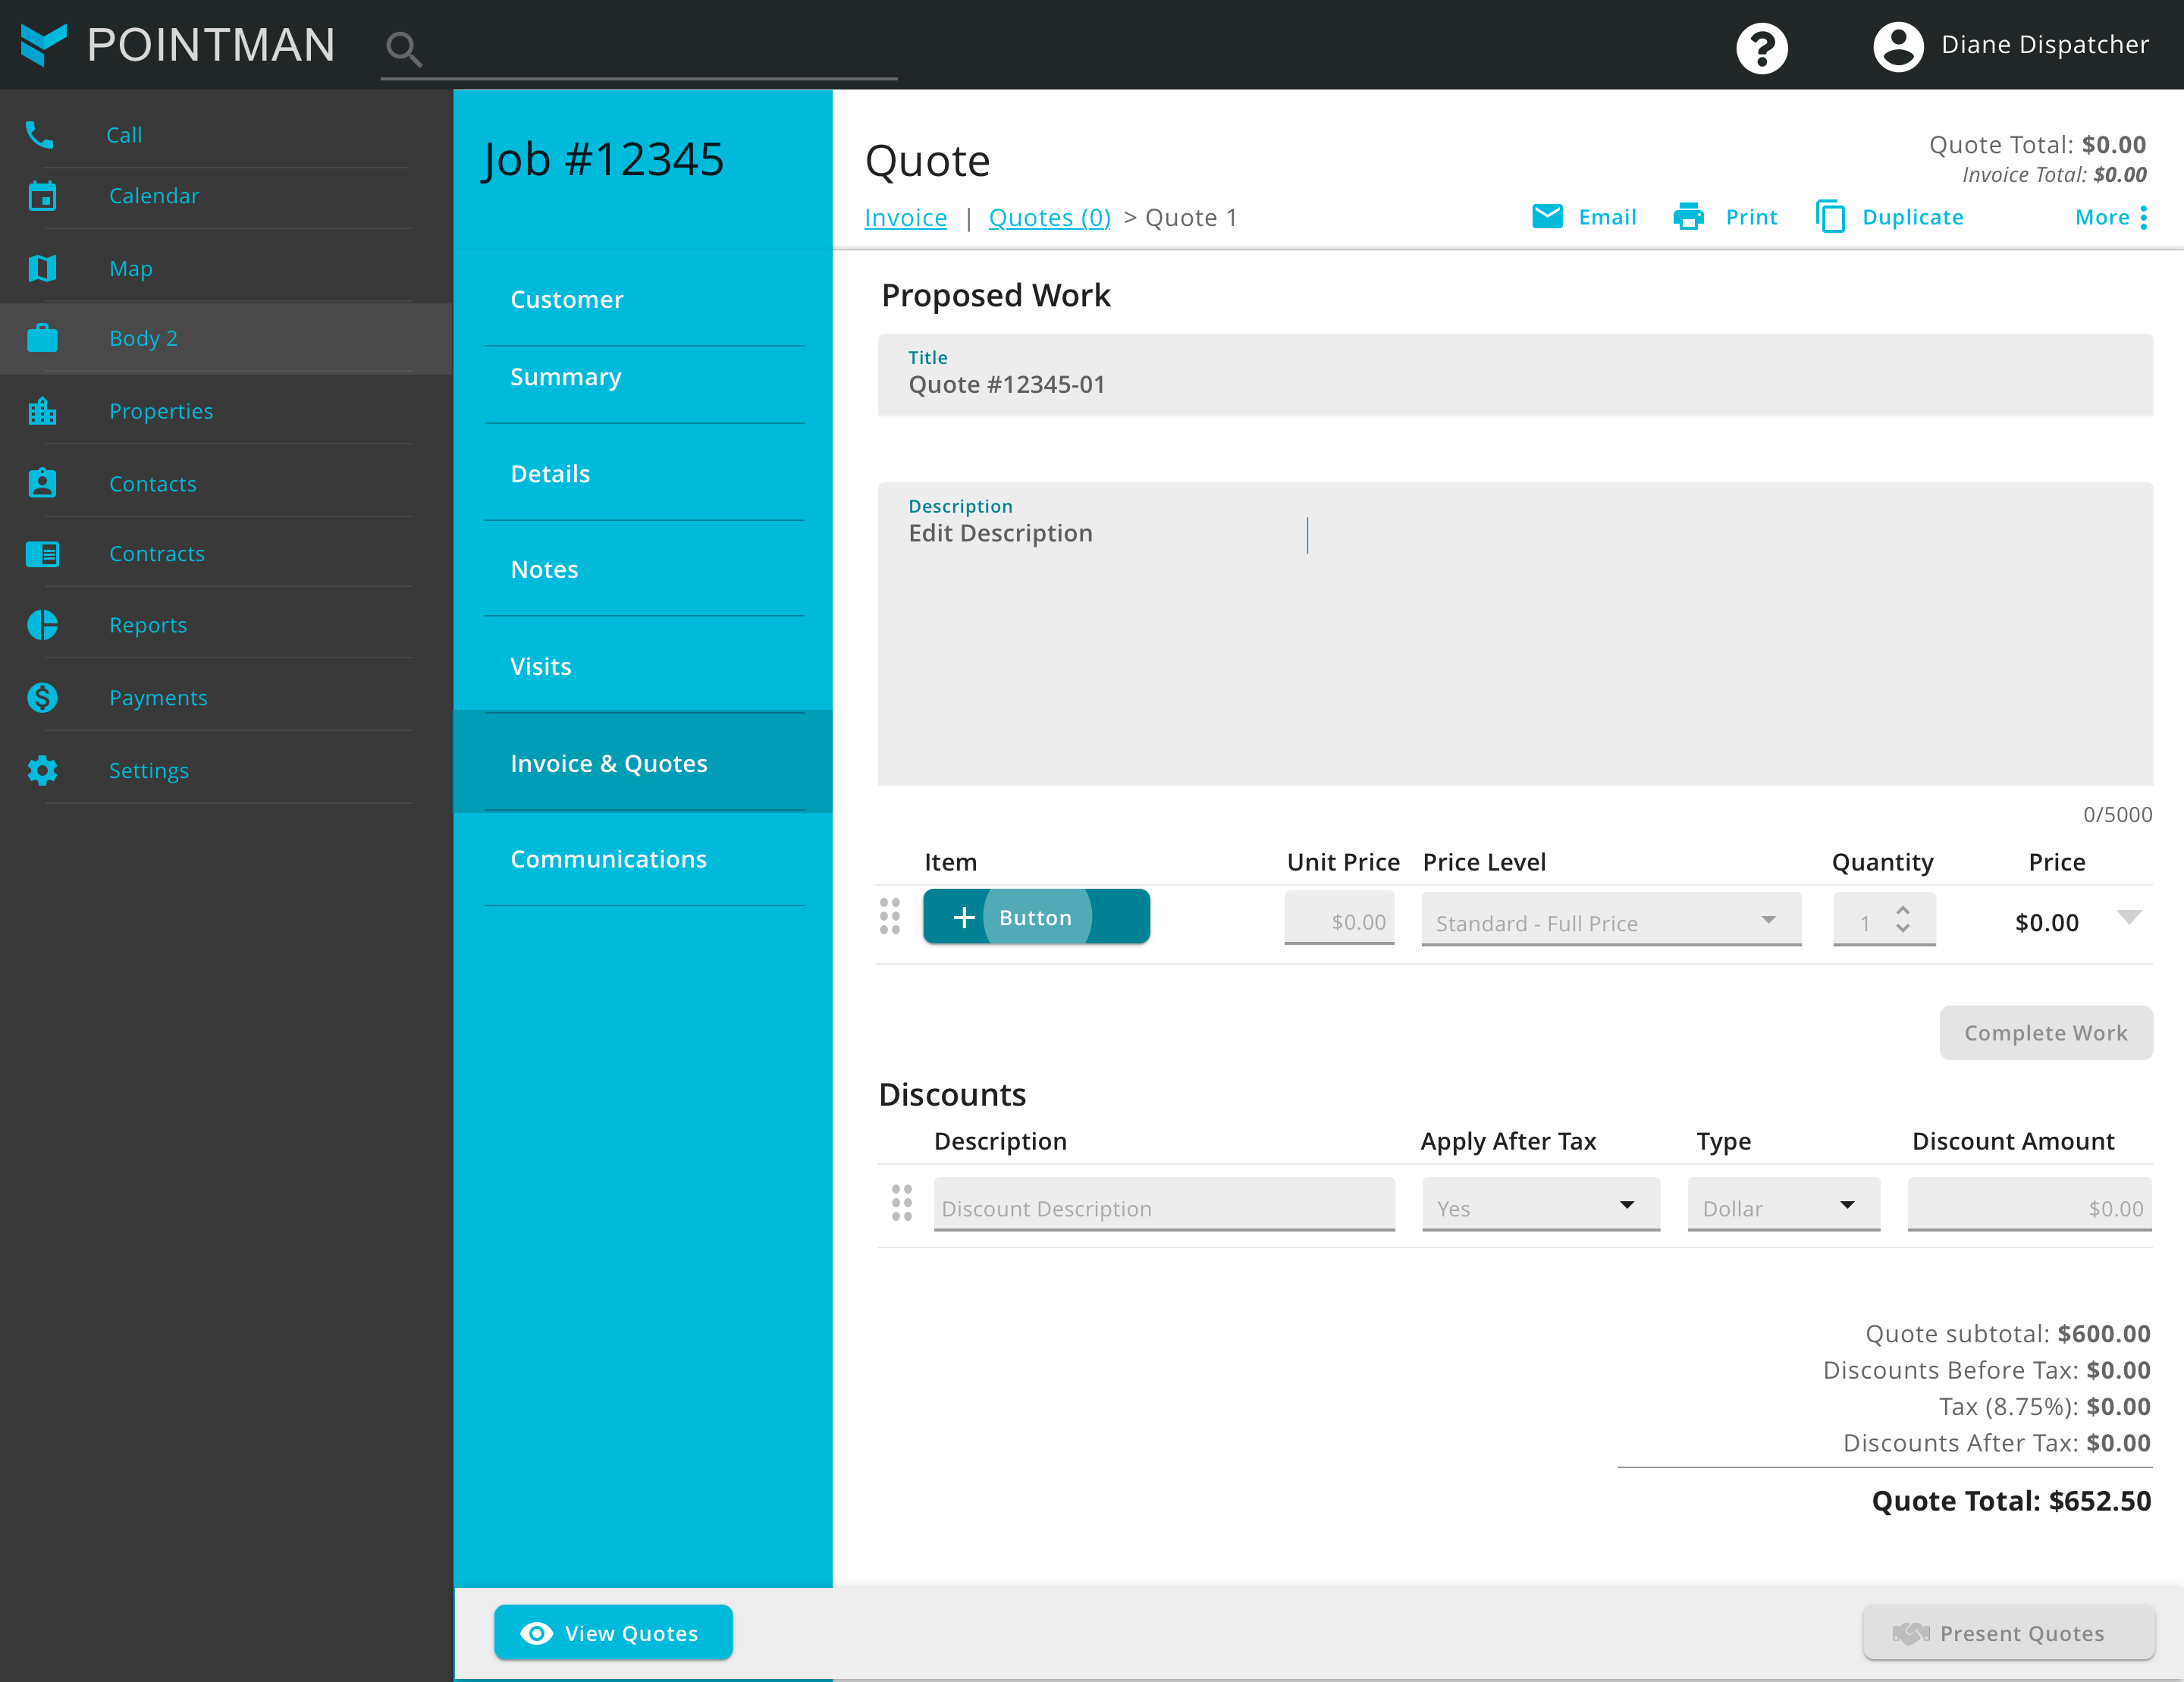 POINTMAN
Diane Dispatcher
Call
Calendar
Map
Body 2
Properties
Contacts
Contracts
Reports
Payments
Settings
Job #12345
Customer
Summary
Details
Notes
Visits
Invoice & Quotes
Communications
Quote
Quote Total: $0.00
Invoice Total: $0.00
Invoice | Quotes (0) > Quote 1
Email Print Duplicate More
Proposed Work
Title
Quote #12345-01
Description
Edit Description
0/5000
Item Unit Price Price Level Quantity Price
+ Button $0.00 Standard - Full Price 1 $0.00
Complete Work
Discounts
Description Apply After Tax Type Discount Amount
Discount Description Yes Dollar $0.00
Quote subtotal: $600.00
Discounts Before Tax: $0.00
Tax (8.75%): $0.00
Discounts After Tax: $0.00
Quote Total: $652.50
View Quotes
Present Quotes